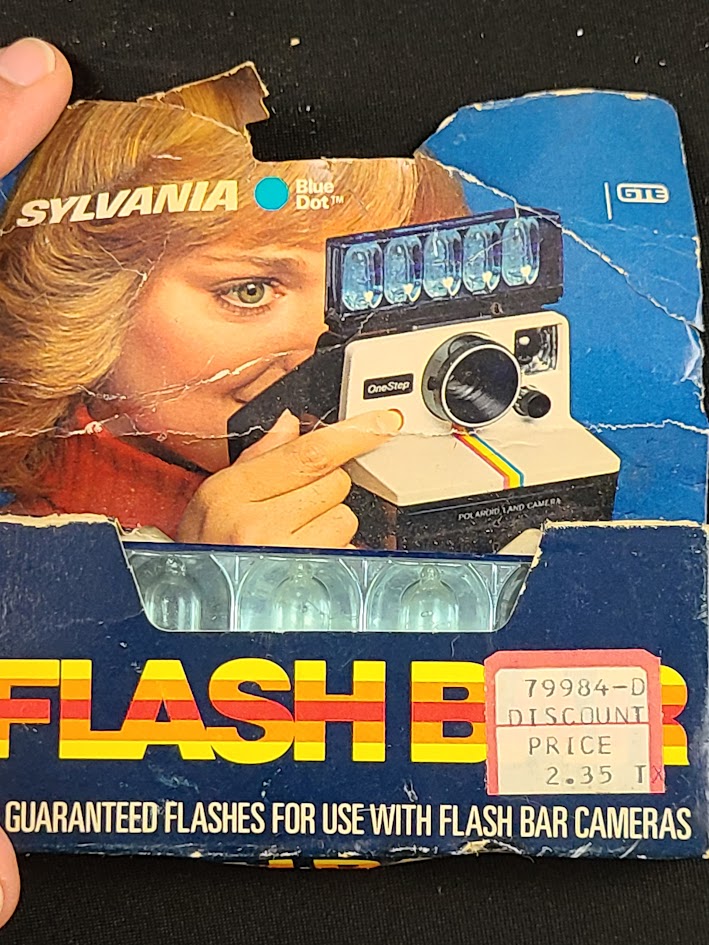 SYLVANIA
Blue
Dot™
GTE
OneStep
POLAROID LAND CAMERA
FLASH B
79984-D
DISCOUNT
PRICE
2.35 TX
GUARANTEED FLASHES FOR USE WITH FLASH BAR CAMERAS